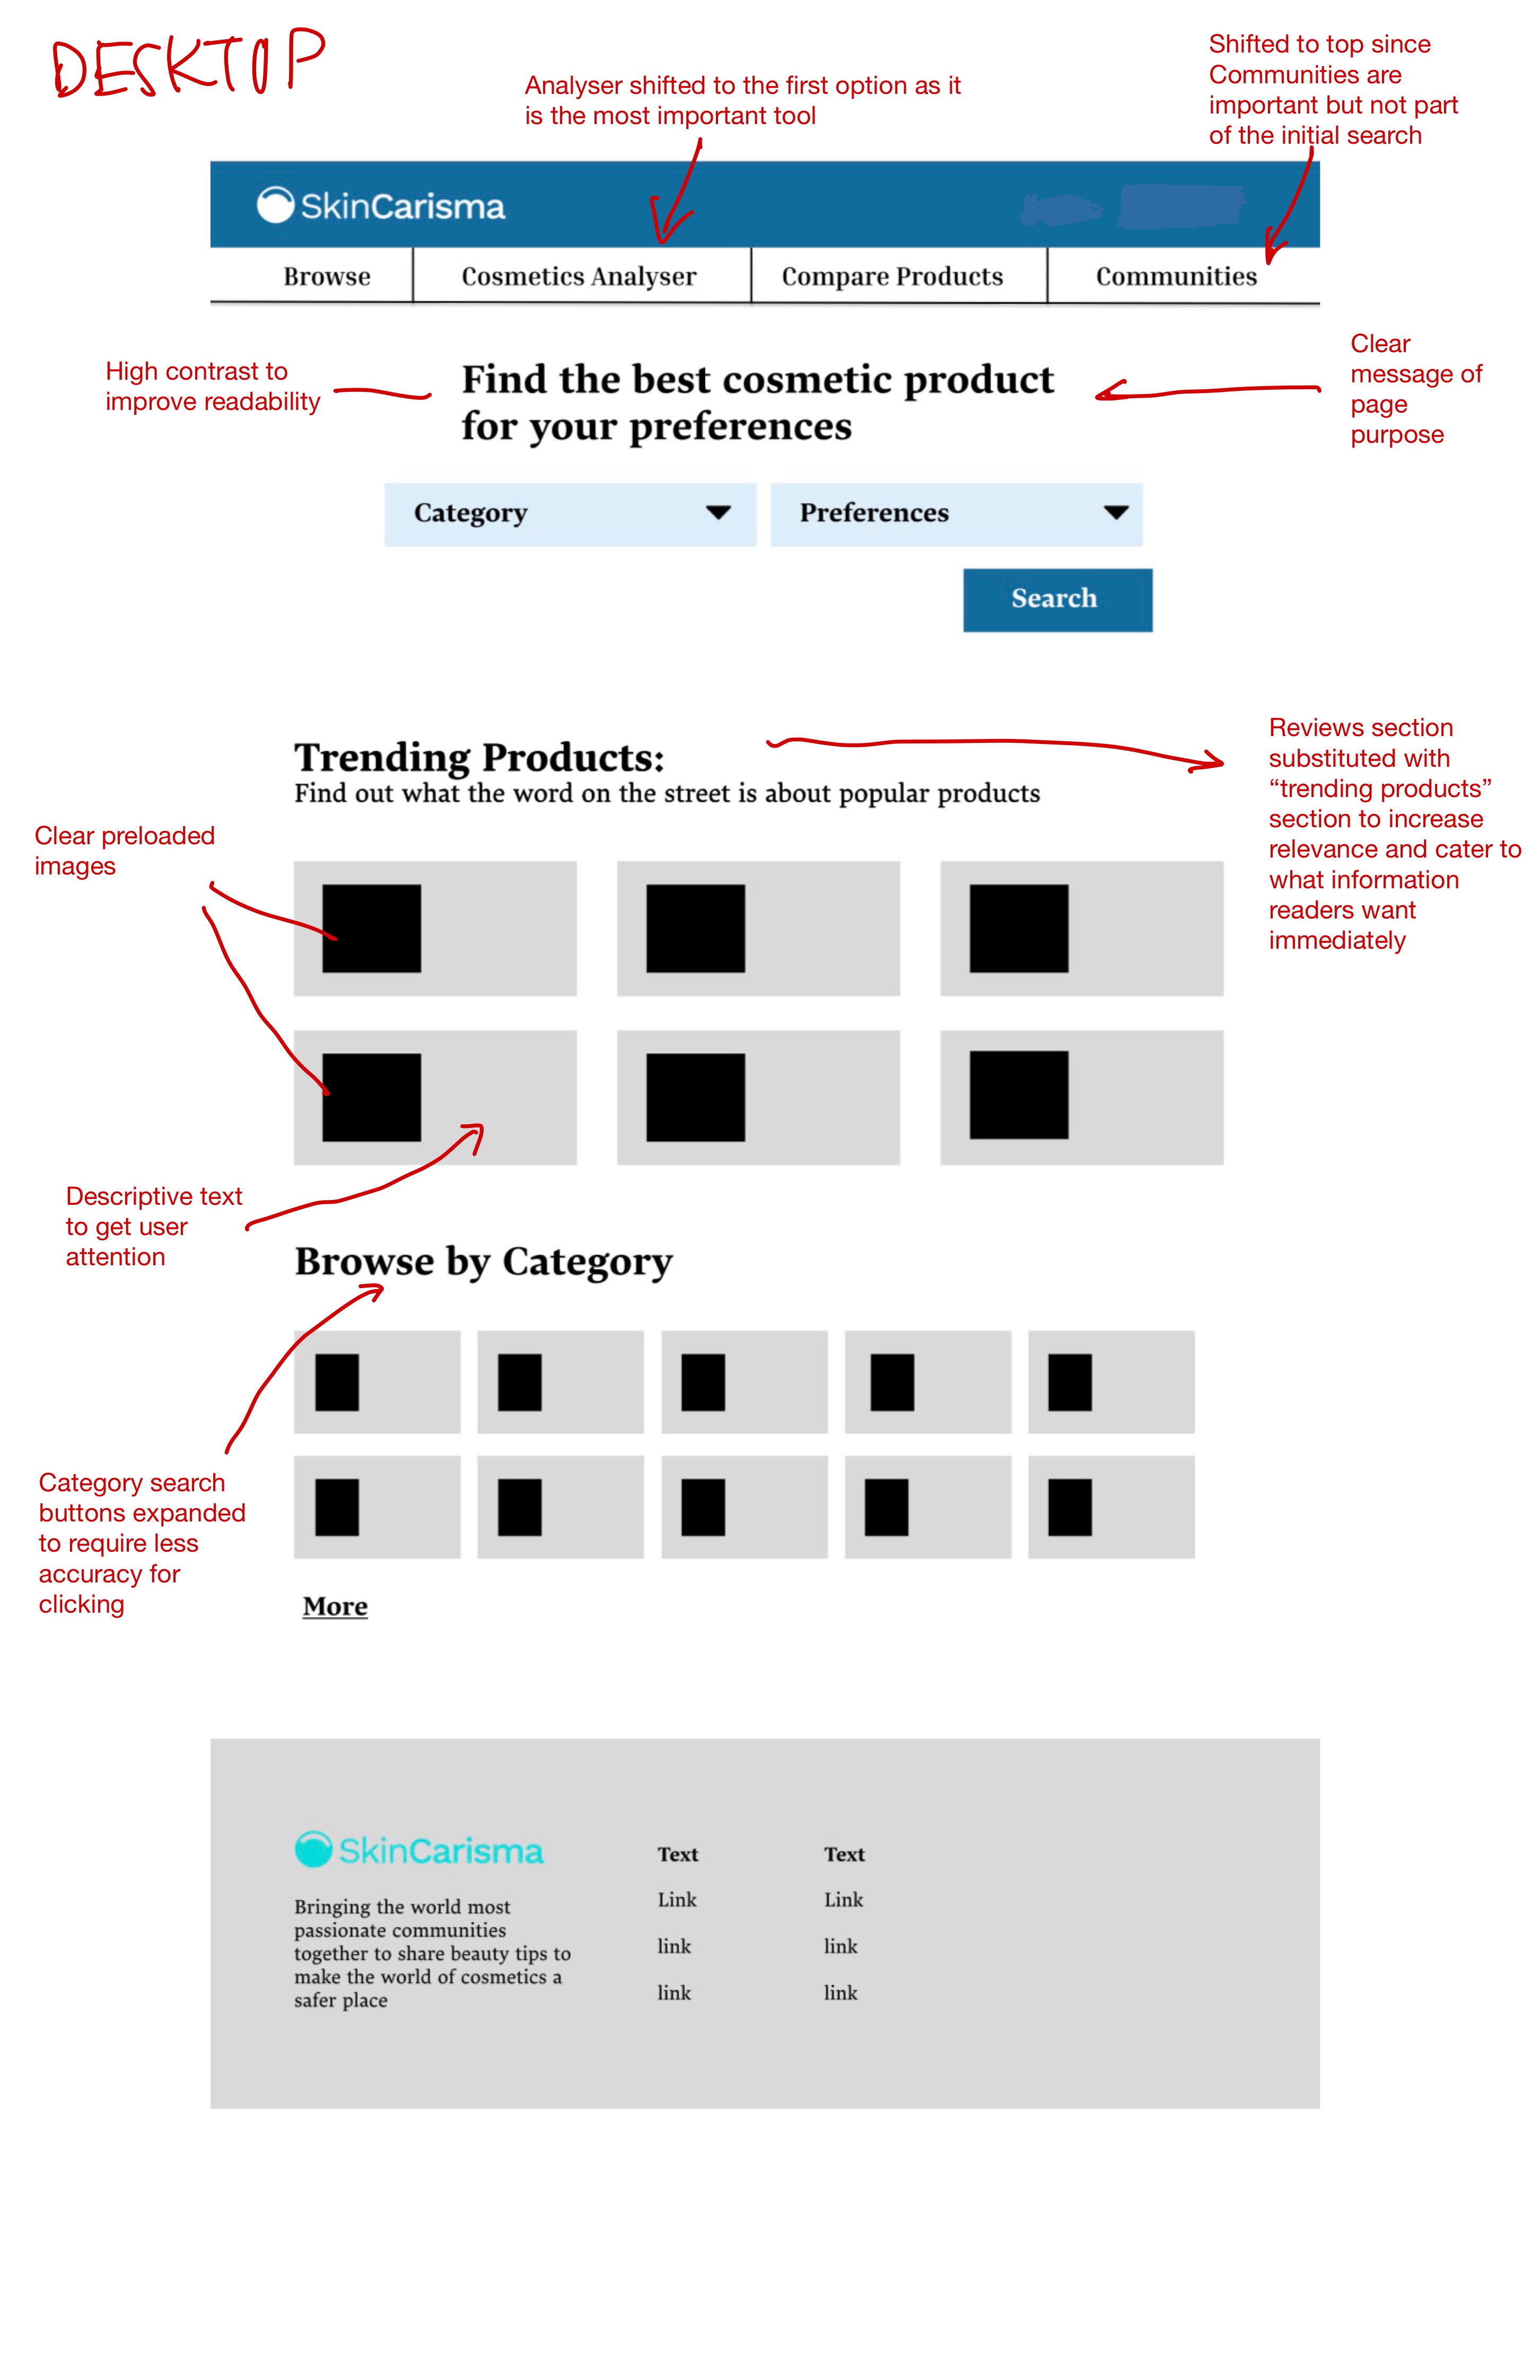 DESKTOP
Analyser shifted to the first option as it
is the most important tool
Shifted to top since
Communities are
important but not part
of the initial search
SkinCarisma
Browse
Cosmetics Analyser
Compare Products
Communities
High contrast to
improve readability
Find the best cosmetic product
for your preferences
Clear
message of
page
purpose
Category
Preferences
Search
Trending Products:
Find out what the word on the street is about popular products
Reviews section
substituted with
“trending products”
section to increase
relevance and cater to
what information
readers want
immediately
Clear preloaded
images
Descriptive text
to get user
attention
Browse by Category
Category search
buttons expanded
to require less
accuracy for
clicking
More
SkinCarisma
Bringing the world most
passionate communities
together to share beauty tips to
make the world of cosmetics a
safer place
Text
Link
link
link
Text
Link
link
link